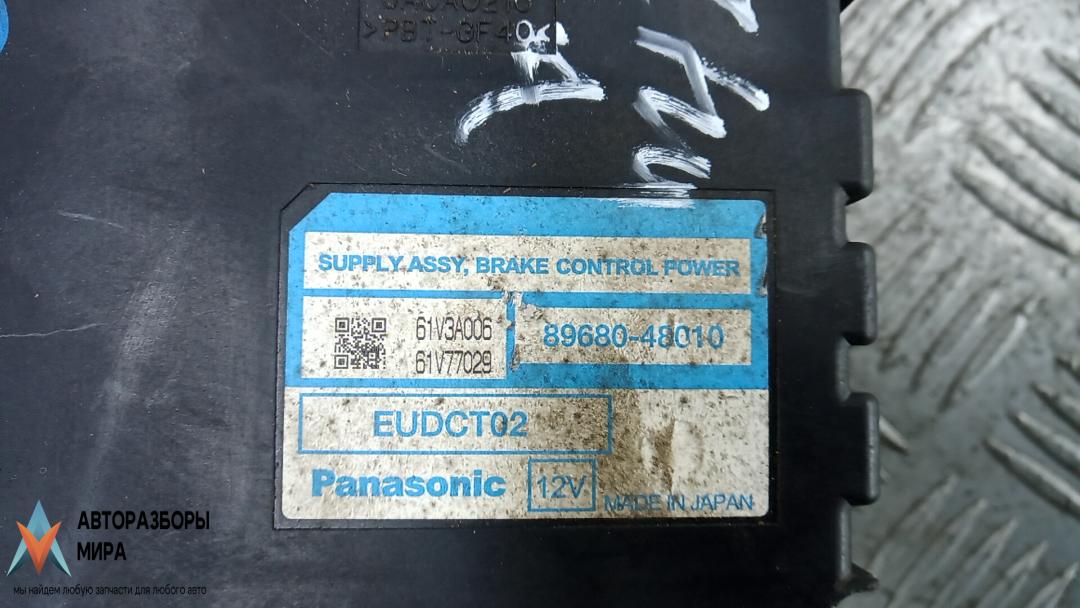 >PBT-GF40<
SUPPLY ASSY, BRAKE CONTROL POWER
61V3A006
61V77029
89680-48010
EUDCT02
Panasonic 12V MADE IN JAPAN
АВТОРАЗБОРЫ
МИРА
мы найдем любую запчасти для любого авто